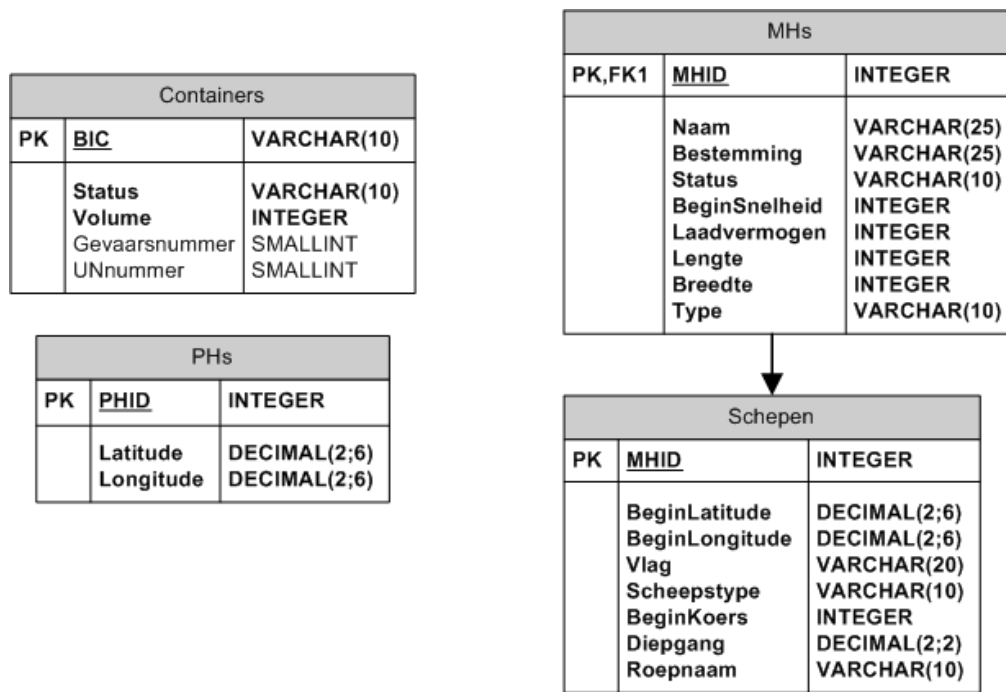 Containers
PK BIC VARCHAR(10)
Status VARCHAR(10)
Volume INTEGER
Gevaarsnummer SMALLINT
UNnummer SMALLINT
PHs
PK PHID INTEGER
Latitude DECIMAL(2;6)
Longitude DECIMAL(2;6)
MHs
PK,FK1 MHID INTEGER
Naam VARCHAR(25)
Bestemming VARCHAR(25)
Status VARCHAR(10)
BeginSnelheid INTEGER
Laadvermogen INTEGER
Lengte INTEGER
Breedte INTEGER
Type VARCHAR(10)
Schepen
PK MHID INTEGER
BeginLatitude DECIMAL(2;6)
BeginLongitude DECIMAL(2;6)
Vlag VARCHAR(20)
Scheepstype VARCHAR(10)
BeginKoers INTEGER
Diepgang DECIMAL(2;2)
Roepnaam VARCHAR(10)